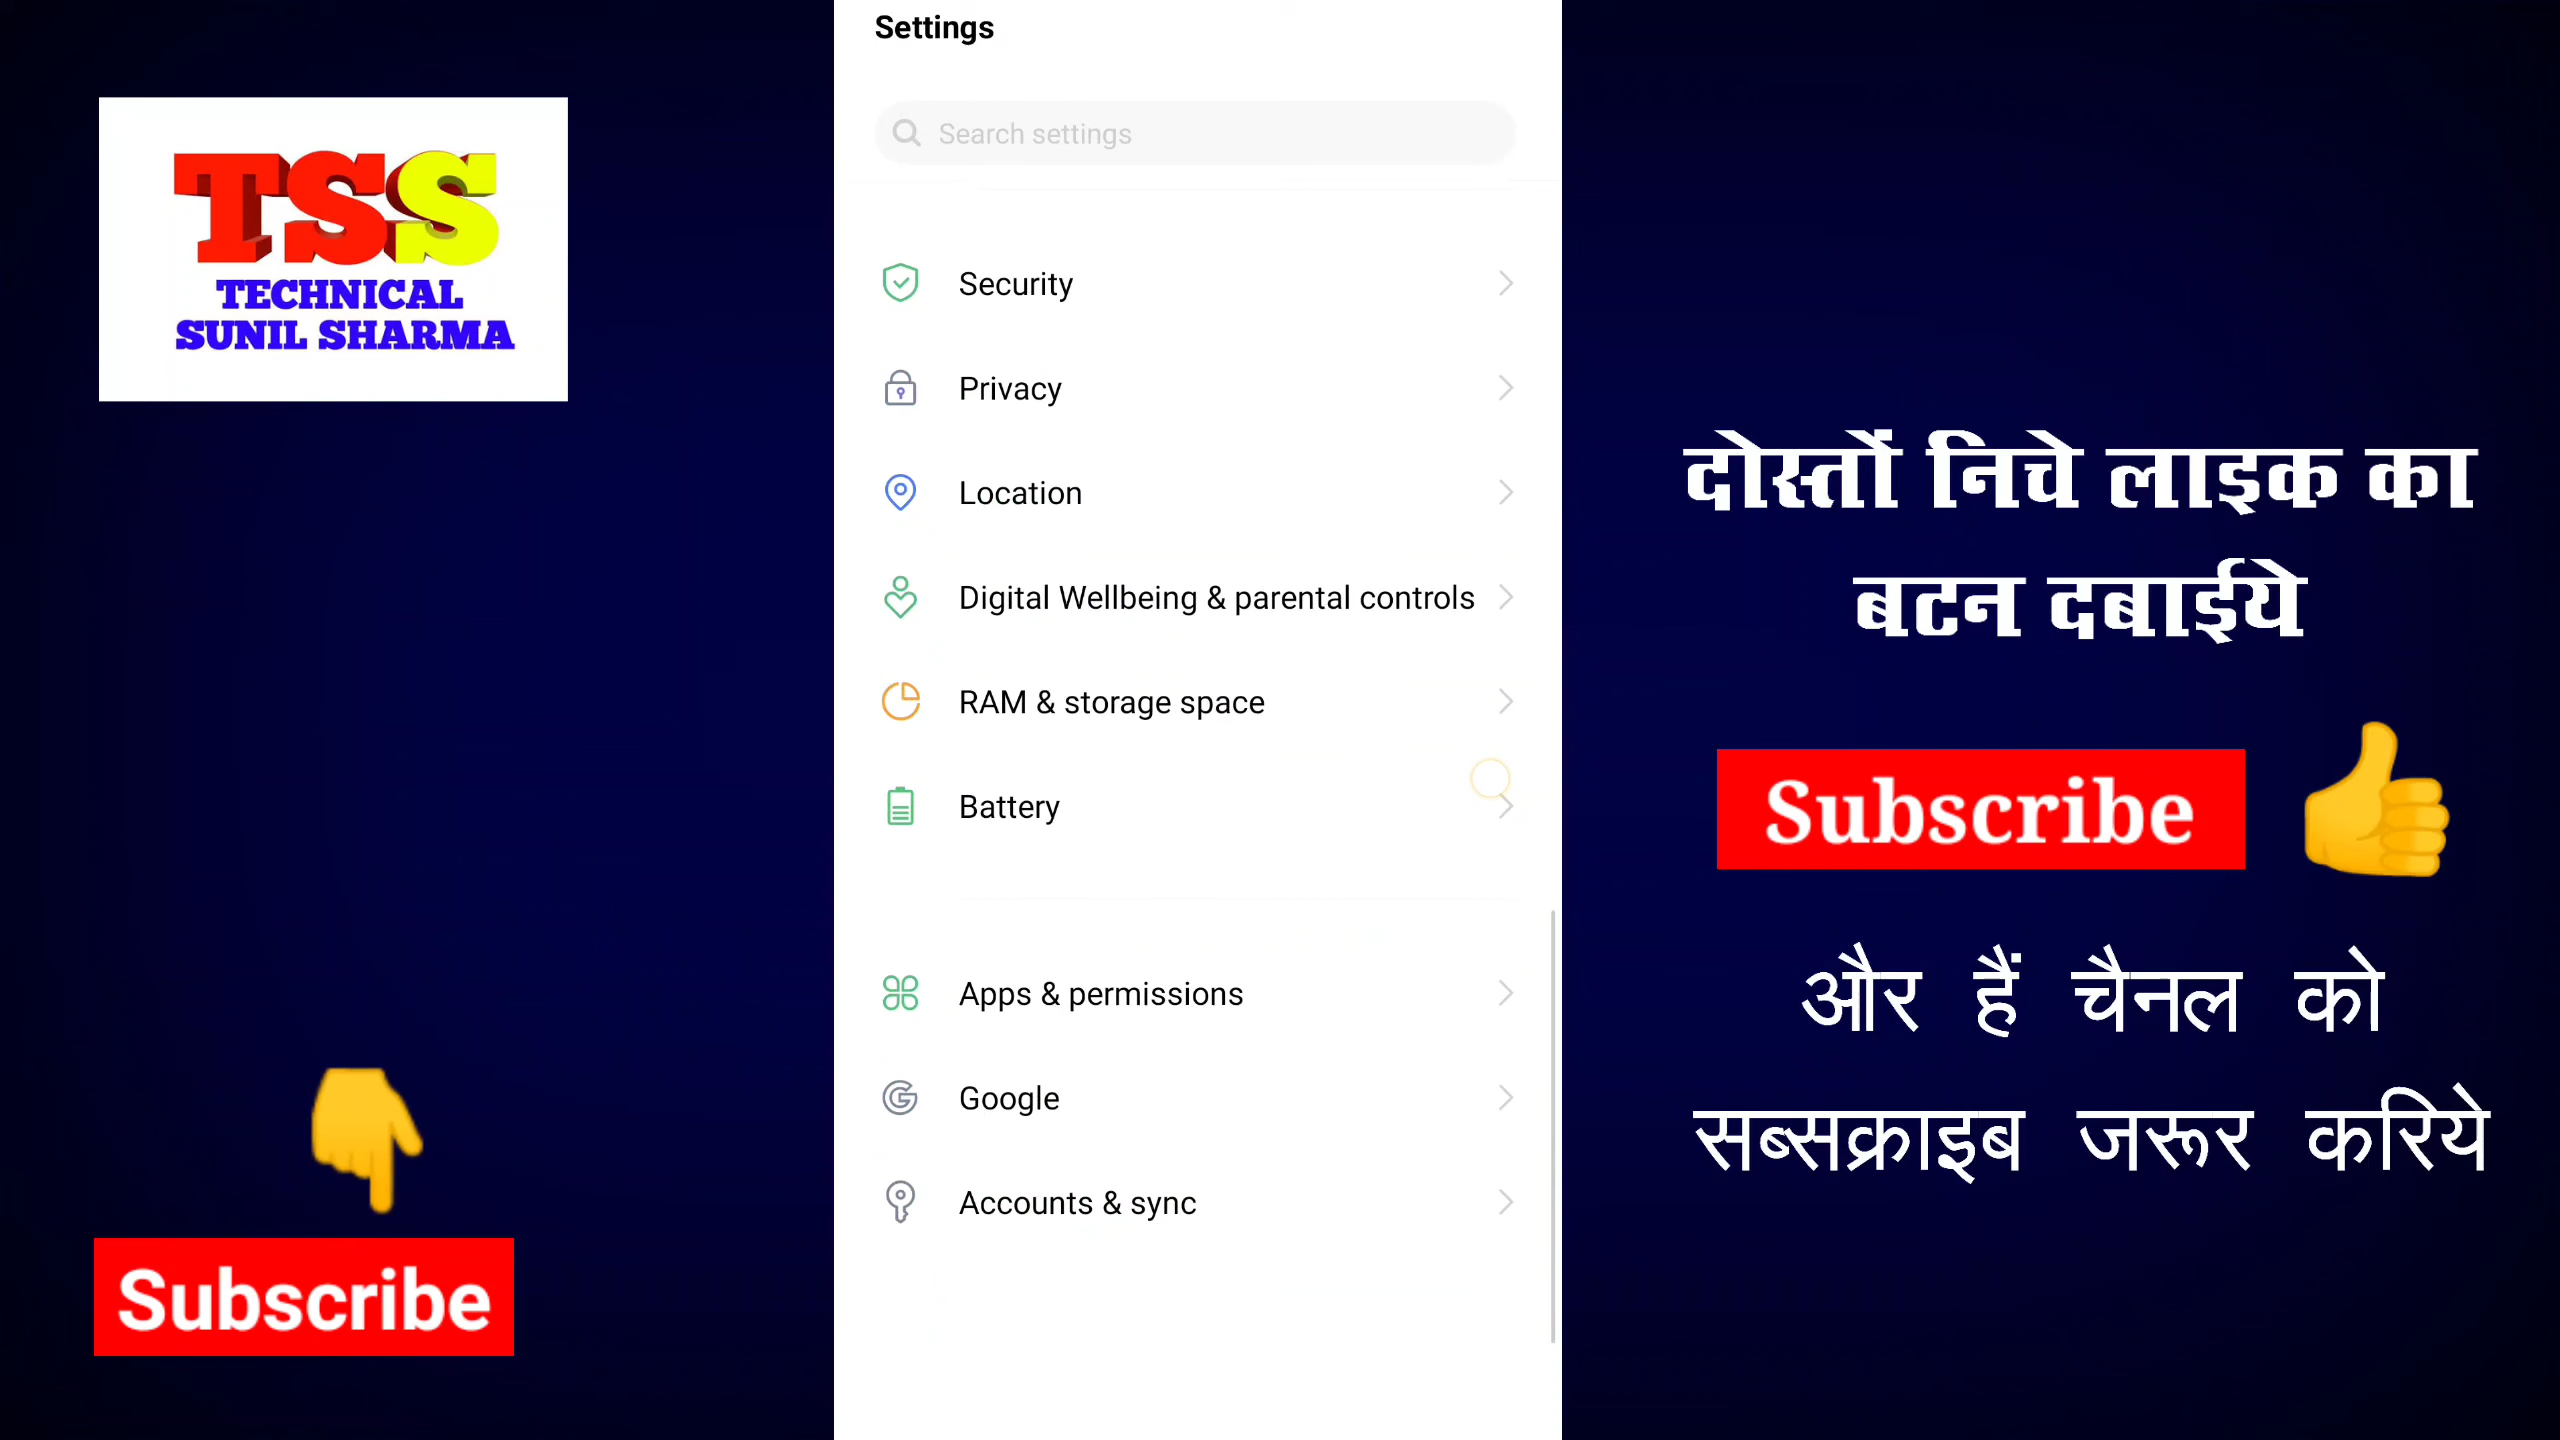 TSS
TECHNICAL
SUNIL SHARMA
Subscribe
Settings
Search settings
Security
Privacy
Location
Digital Wellbeing & parental controls
RAM & storage space
Battery
Apps & permissions
Google
Accounts & sync
दोस्तों निचे लाइक का
बटन दबाईये
Subscribe
और हैं चैनल को
सब्सक्राइब जरूर करिये